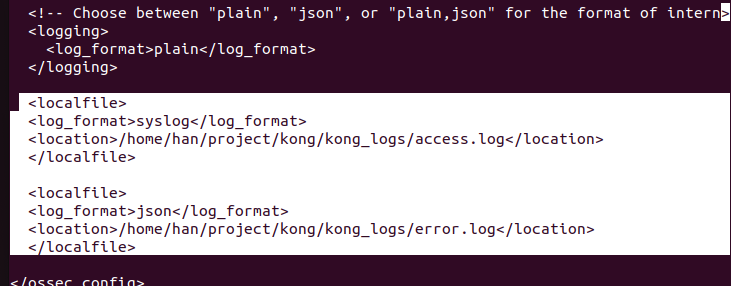 <!-- Choose between "plain", "json", or "plain,json" for the format of intern>
<logging>
<log_format>plain</log_format>
</logging>
<localfile>
<log_format>syslog</log_format>
<location>/home/han/project/kong/kong_logs/access.log</location>
</localfile>
<localfile>
<log_format>json</log_format>
<location>/home/han/project/kong/kong_logs/error.log</location>
</localfile>
</ossec_config>